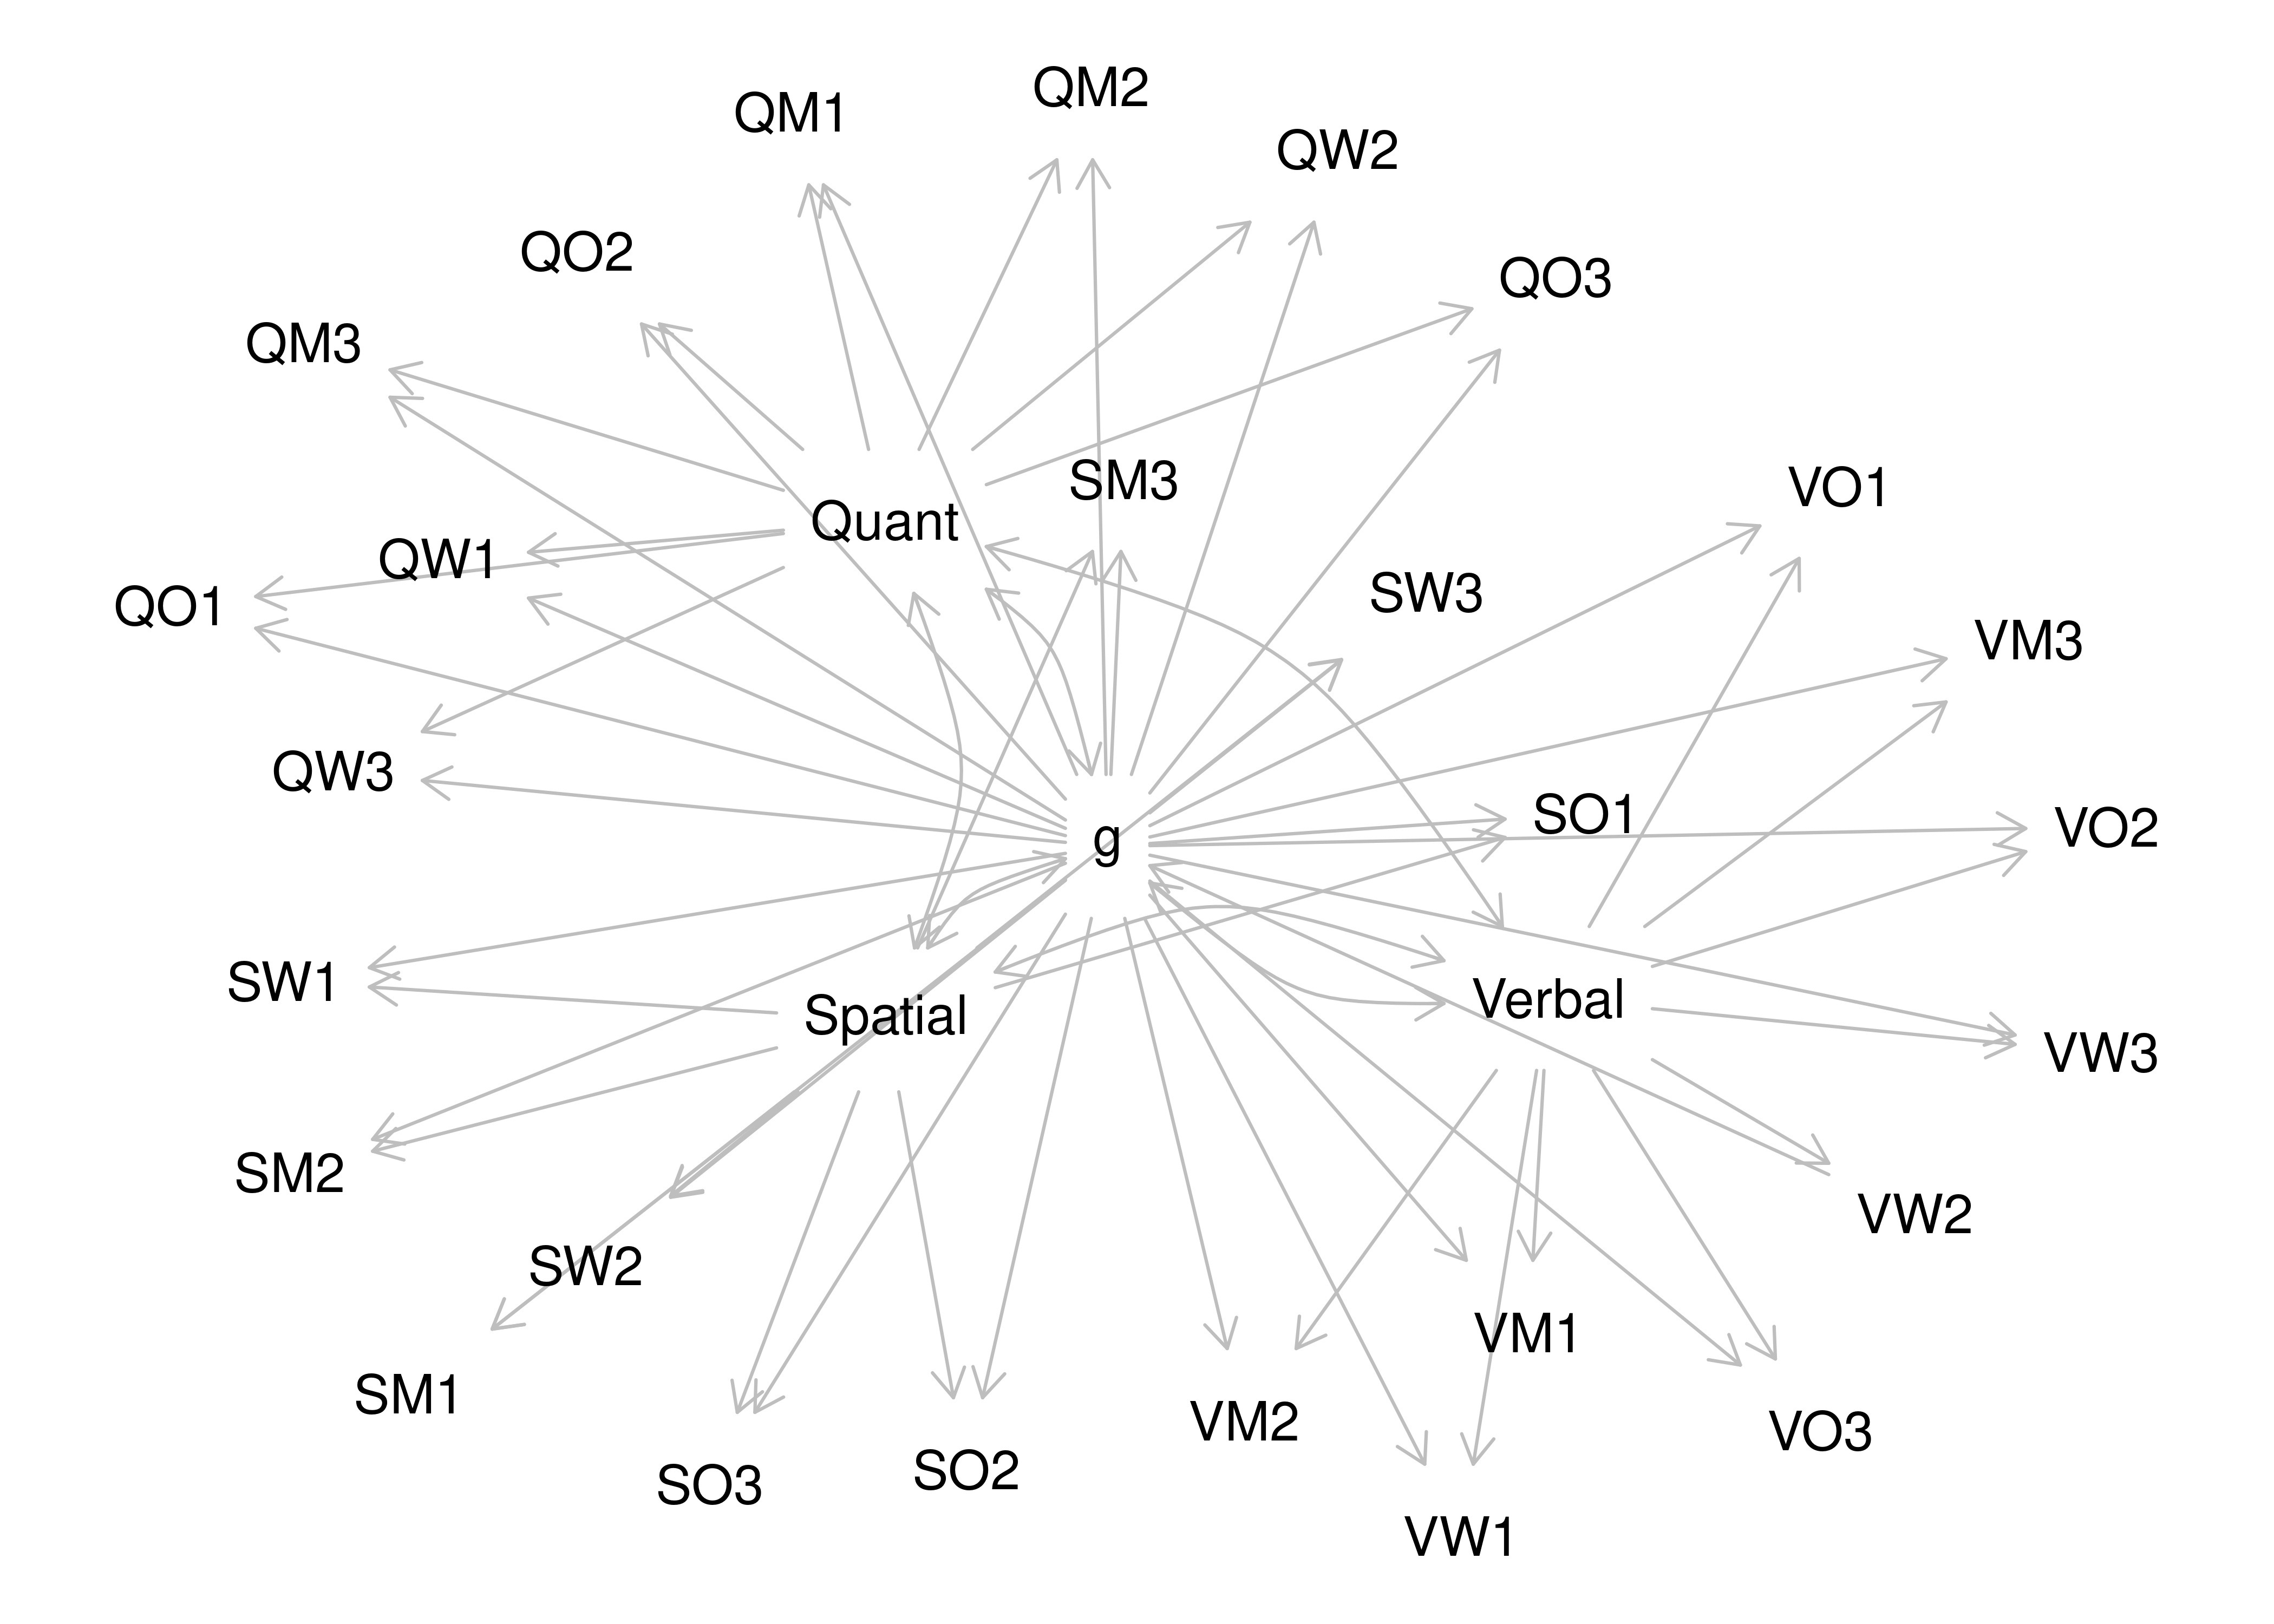 QM2
QM1
QW2
QO2
QO3
QM3
SM3
VO1
Quant
QW1
SW3
QO1
VM3
QW3
SO1
VO2
g
SW1
Verbal
Spatial
VW3
SM2
VW2
SW2
VM1
SM1
VM2
VO3
SO2
SO3
VW1